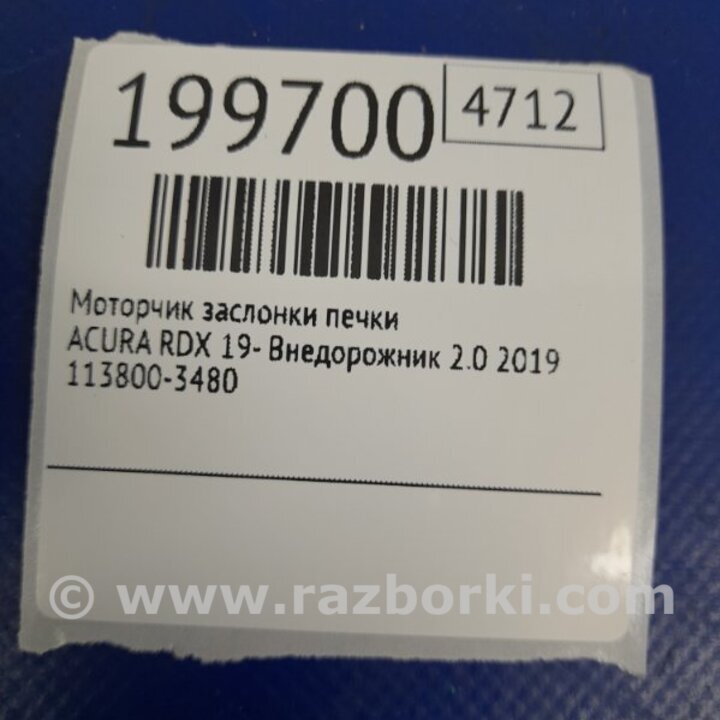 199700
4712
Моторчик заслонки печки
ACURA RDX 19- Внедорожник 2.0 2019
113800-3480
© www.razborki.com